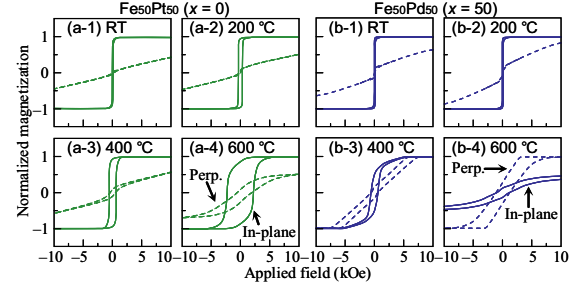 Fe50Pt50 (x = 0) Fe50Pd50 (x = 50)
(a-1) RT (a-2) 200 ℃ (b-1) RT (b-2) 200 ℃
1
0
−1
(a-3) 400 ℃ (a-4) 600 ℃ (b-3) 400 ℃ (b-4) 600 ℃
1
0
−1
Perp. Perp.
In-plane In-plane
−10 −5 0 5 −10 −5 0 5 10 −10 −5 0 5 −10 −5 0 5 10
Normalized magnetization
Applied field (kOe)